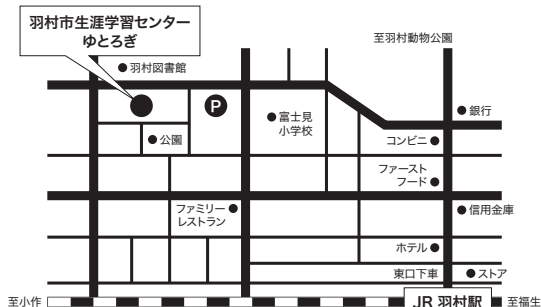 羽村市生涯学習センター
ゆとろぎ
至羽村動物公園
羽村図書館
P
富士見
小学校
銀行
公園
コンビニ
ファースト
フード
ファミリー
レストラン
信用金庫
ホテル
東口下車
ストア
至小作
JR 羽村駅
至福生